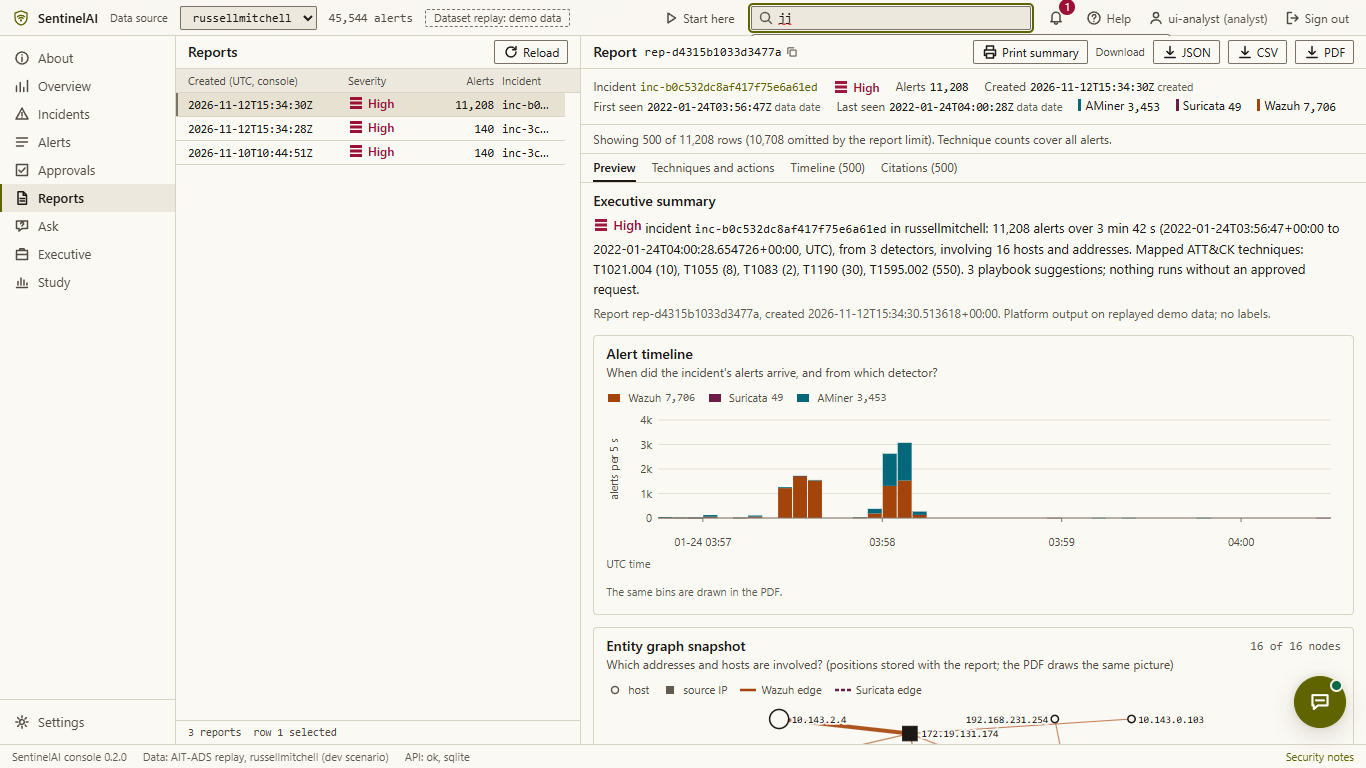 SentinelAI Data source russellmitchell 45,544 alerts Dataset replay: demo data Start here jj 1 Help ui-analyst (analyst) Sign out
About
Overview
Incidents
Alerts
Approvals
Reports
Ask
Executive
Study
Settings
Reports Reload
Created (UTC, console) Severity Alerts Incident
2026-11-12T15:34:30Z High 11,208 inc-b0...
2026-11-12T15:34:28Z High 140 inc-3c...
2026-11-10T10:44:51Z High 140 inc-3c...
3 reports row 1 selected
Report rep-d4315b1033d3477a Print summary Download JSON CSV PDF
Incident inc-b0c532dc8af417f75e6a61ed High Alerts 11,208 Created 2026-11-12T15:34:30Z created
First seen 2022-01-24T03:56:47Z data date Last seen 2022-01-24T04:00:28Z data date AMiner 3,453 Suricata 49 Wazuh 7,706
Showing 500 of 11,208 rows (10,708 omitted by the report limit). Technique counts cover all alerts.
Preview Techniques and actions Timeline (500) Citations (500)
Executive summary
High incident inc-b0c532dc8af417f75e6a61ed in russellmitchell: 11,208 alerts over 3 min 42 s (2022-01-24T03:56:47+00:00 to
2022-01-24T04:00:28.654726+00:00, UTC), from 3 detectors, involving 16 hosts and addresses. Mapped ATT&CK techniques:
T1021.004 (10), T1055 (8), T1083 (2), T1190 (30), T1595.002 (550). 3 playbook suggestions; nothing runs without an approved
request.
Report rep-d4315b1033d3477a, created 2026-11-12T15:34:30.513618+00:00. Platform output on replayed demo data; no labels.
Alert timeline
When did the incident's alerts arrive, and from which detector?
Wazuh 7,706 Suricata 49 AMiner 3,453
alerts per 5 s
4k
3k
2k
1k
0
01-24 03:57 03:58 03:59 04:00
UTC time
The same bins are drawn in the PDF.
Entity graph snapshot 16 of 16 nodes
Which addresses and hosts are involved? (positions stored with the report; the PDF draws the same picture)
host source IP Wazuh edge Suricata edge
10.143.2.4 192.168.231.254 10.143.0.103
172.19.131.174
SentinelAI console 0.2.0 Data: AIT-ADS replay, russellmitchell (dev scenario) API: ok, sqlite Security notes